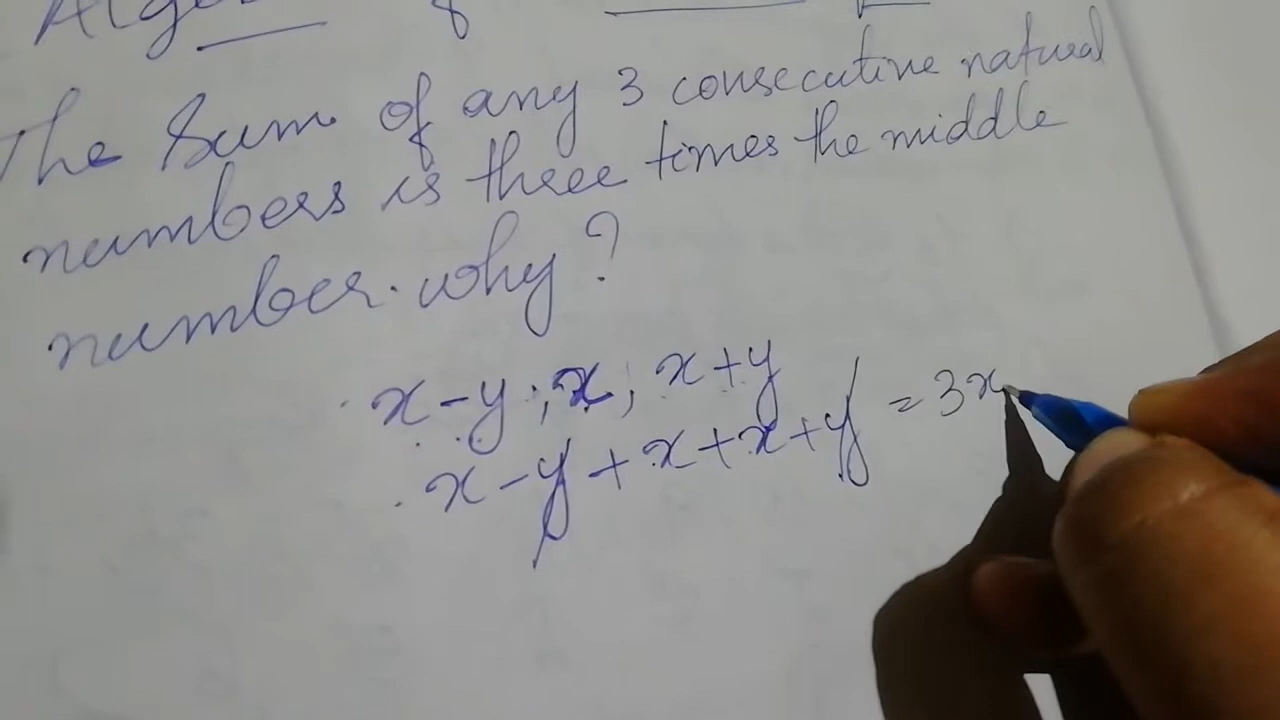 The Sum of any 3 consecutive natural
numbers is three times the middle
number. why?
x-y, x, x+y
x-y+x+x+y = 3x